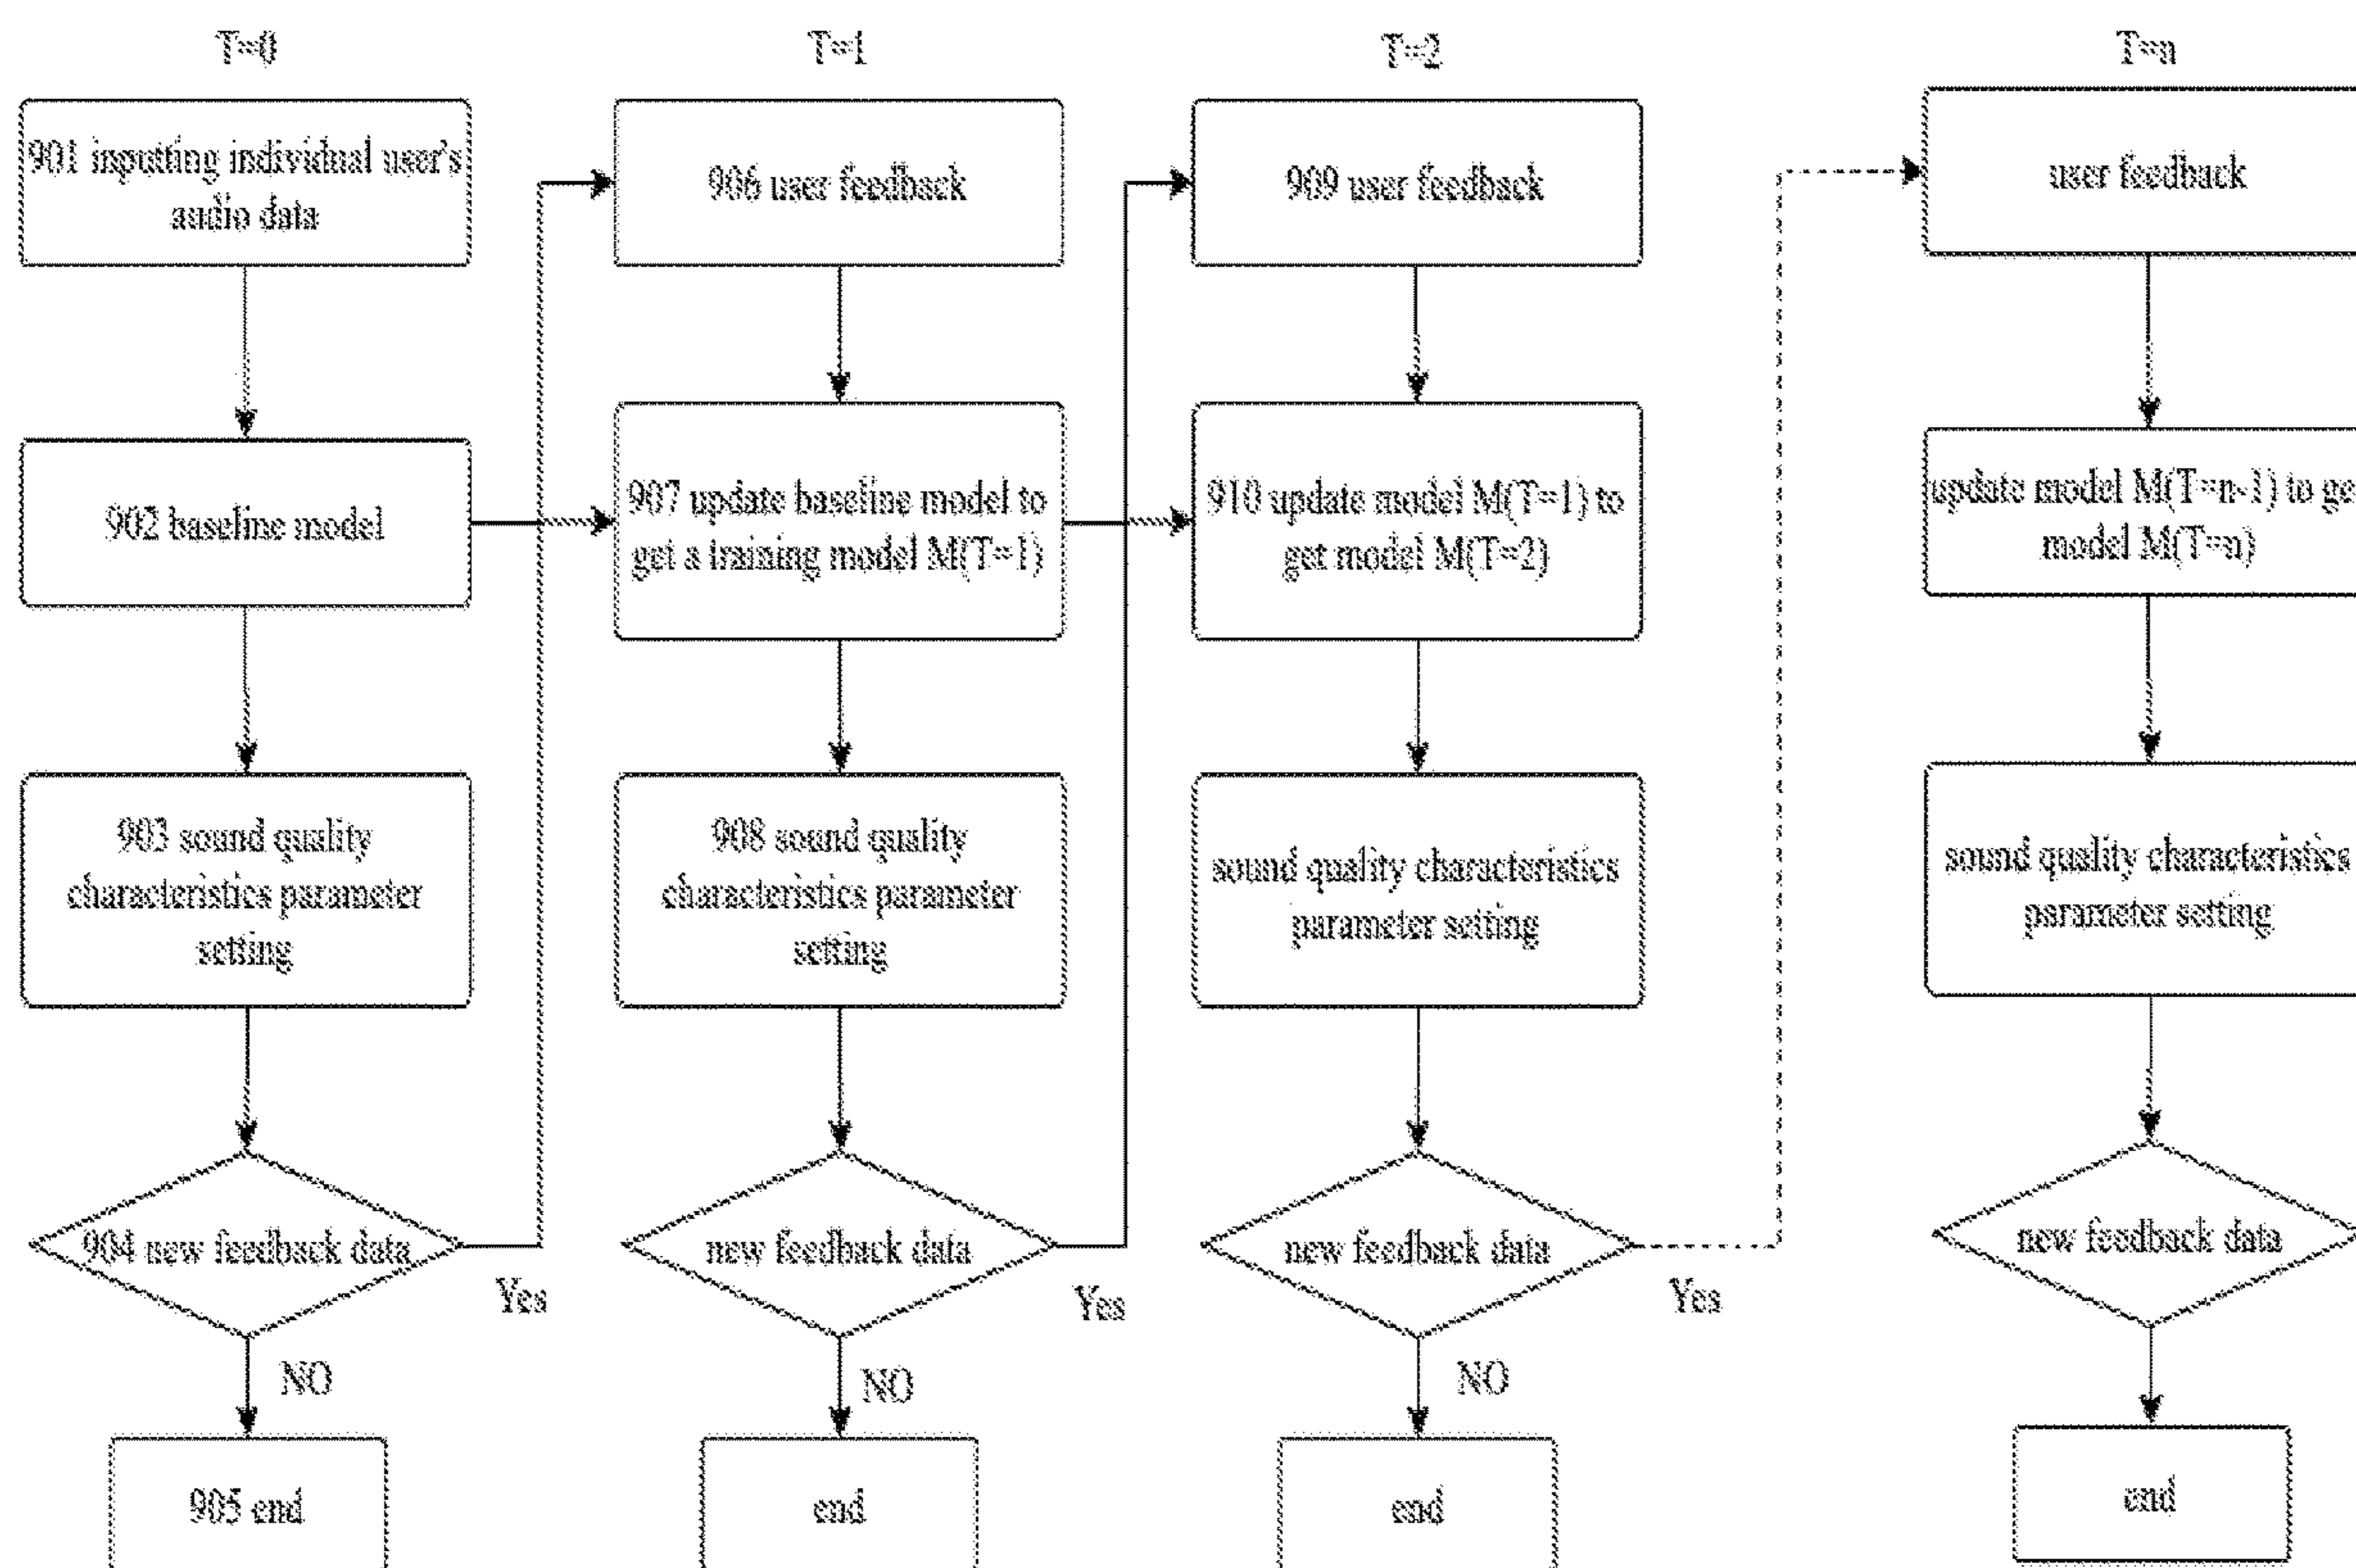 T=0
901 inputting individual user's
audio data
902 baseline model
903 sound quality
characteristics parameter
setting
904 new feedback data
Yes
NO
905 end
T=1
906 user feedback
907 update baseline model to
get a training model M(T=1)
908 sound quality
characteristics parameter
setting
new feedback data
Yes
NO
end
T=2
909 user feedback
910 update model M(T=1) to
get model M(T=2)
sound quality characteristics
parameter setting
new feedback data
Yes
NO
end
T=n
user feedback
update model M(T=n-1) to ge
model M(T=n)
sound quality characteristics
parameter setting
new feedback data
end